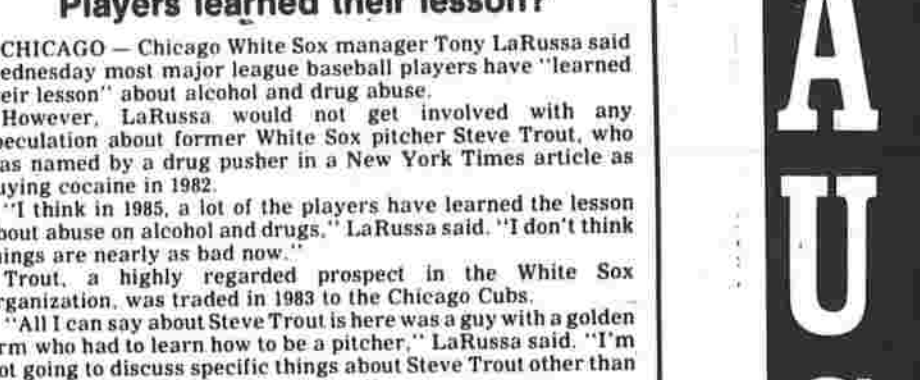 Players learned their lesson?
CHICAGO — Chicago White Sox manager Tony LaRussa said
ednesday most major league baseball players have "learned
eir lesson" about alcohol and drug abuse.
However, LaRussa would not get involved with any
peculation about former White Sox pitcher Steve Trout, who
as named by a drug pusher in a New York Times article as
uying cocaine in 1982.
"I think in 1985, a lot of the players have learned the lesson
bout abuse on alcohol and drugs," LaRussa said. "I don't think
ings are nearly as bad now."
Trout, a highly regarded prospect in the White Sox
rganization, was traded in 1983 to the Chicago Cubs.
"All I can say about Steve Trout is here was a guy with a golden
rm who had to learn how to be a pitcher," LaRussa said. "I'm
ot going to discuss specific things about Steve Trout other than
A
U